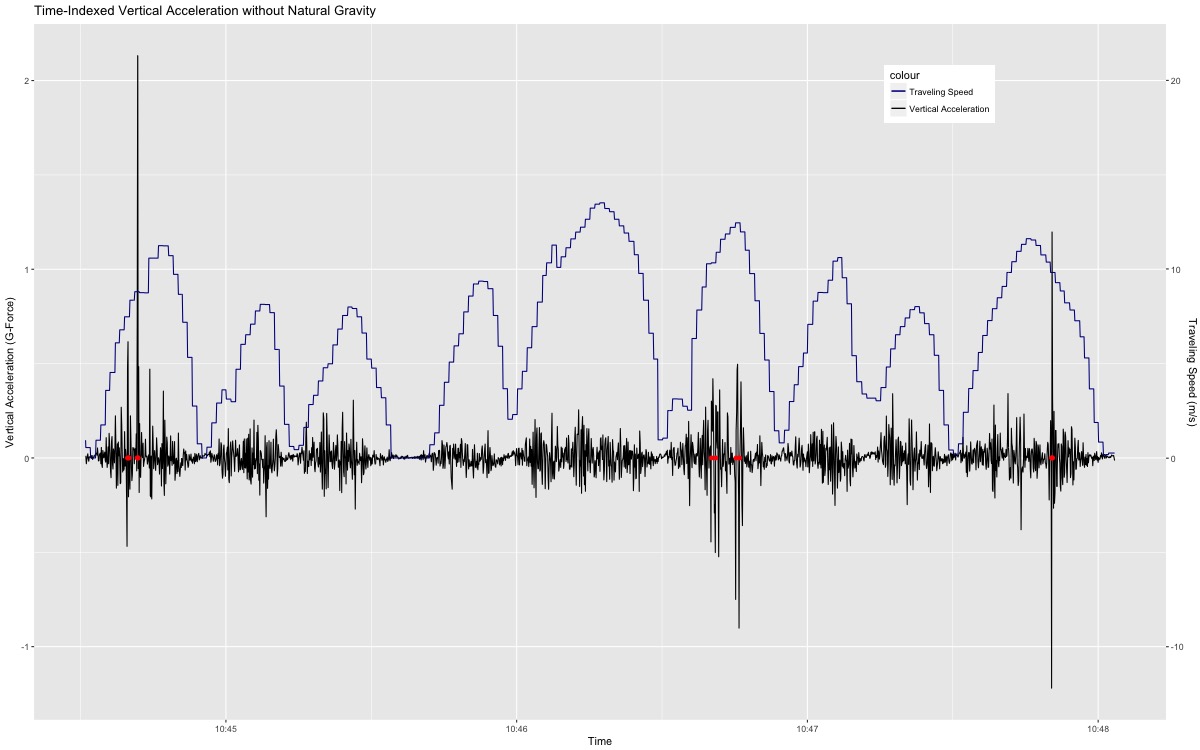 Time-Indexed Vertical Acceleration without Natural Gravity
colour
Traveling Speed
Vertical Acceleration
Vertical Acceleration (G-Force)
2
1
0
-1
20
10
0
-10
Traveling Speed (m/s)
10:45
10:46
10:47
10:48
Time